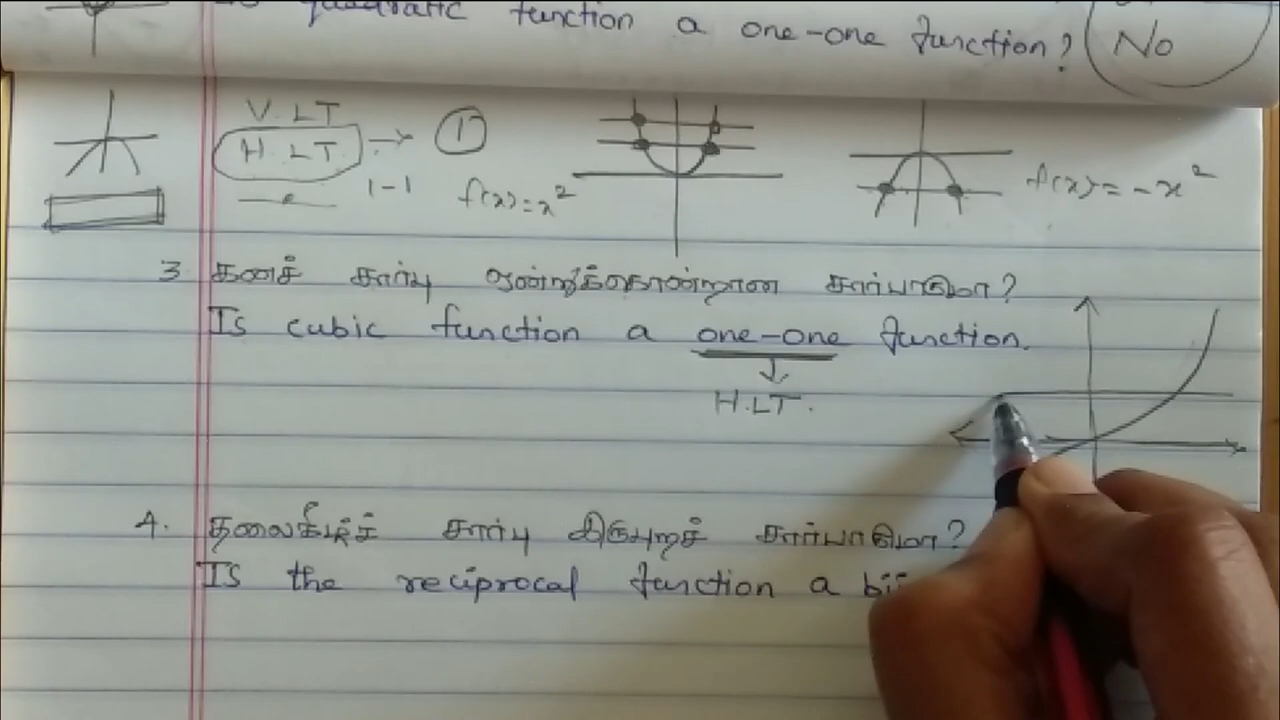 quadratic function a one-one function? No
V.LT
H.LT → 1
1-1
f(x)=x²
f(x)=-x²
3 கனச் சார்பு ஒன்றுக்கொன்றான சார்பாகுமா?
Is cubic function a one-one function.
H.LT.
4. தலைகீழ்ச் சார்பு இருபுறச் சார்பாகுமா?
Is the reciprocal function a